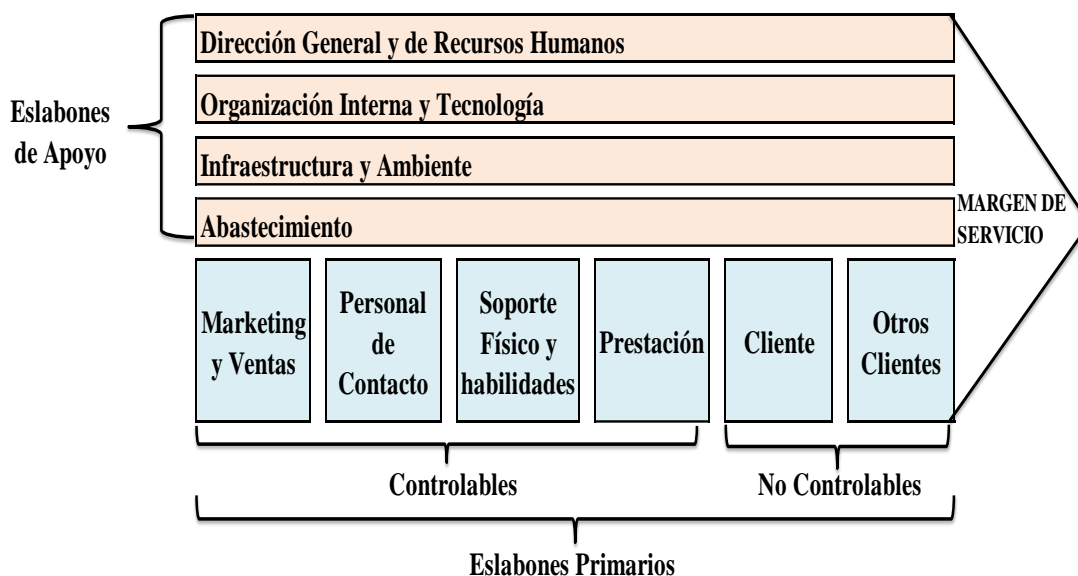 Dirección General y de Recursos Humanos
Organización Interna y Tecnología
Infraestructura y Ambiente
Abastecimiento
Eslabones
de Apoyo
MARGEN DE
SERVICIO
Marketing
y Ventas
Personal
de
Contacto
Soporte
Físico y
habilidades
Prestación
Cliente
Otros
Clientes
Controlables
No Controlables
Eslabones Primarios